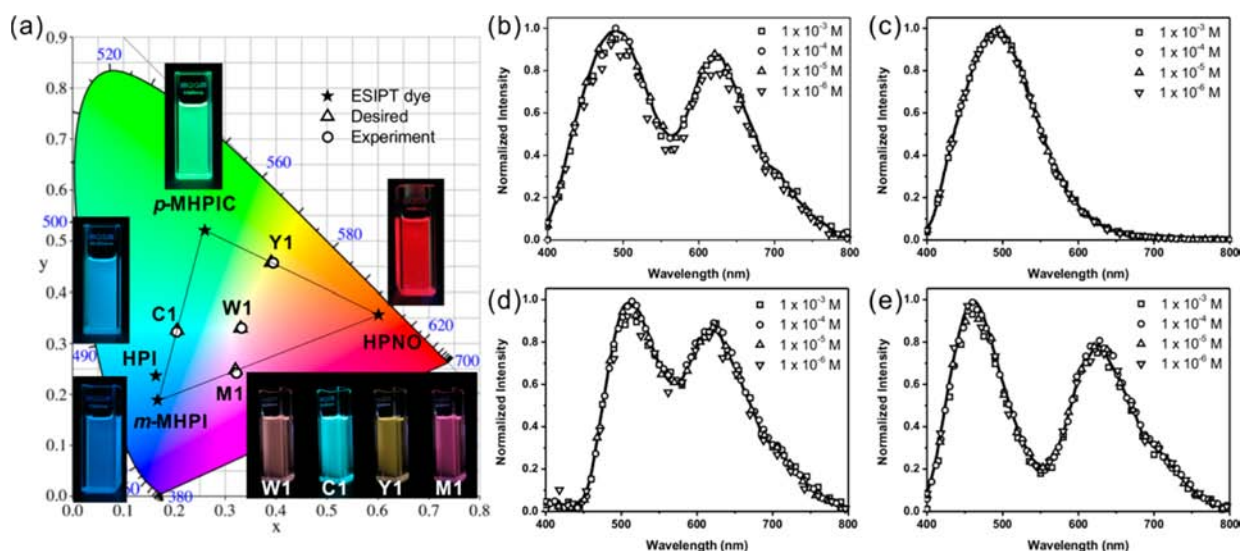 (a)
0.9
0.8
0.7
0.6
0.5
0.4
0.3
0.2
0.1
0.0
y
0.0 0.1 0.2 0.3 0.4 0.5 0.6 0.7 0.8
x
520
560
580
620
700
500
490
380
ESIPT dye
Desired
Experiment
p-MHPIC
Y1
C1
W1
HPI
M1
m-MHPI
HPNO
W1 C1 Y1 M1
(b)
Normalized Intensity
1.0
0.8
0.6
0.4
0.2
0.0
1 x 10-3 M
1 x 10-4 M
1 x 10-5 M
1 x 10-6 M
400 500 600 700 800
Wavelength (nm)
(c)
Normalized Intensity
1.0
0.8
0.6
0.4
0.2
0.0
1 x 10-3 M
1 x 10-4 M
1 x 10-5 M
1 x 10-6 M
400 500 600 700 800
Wavelength (nm)
(d)
Normalized Intensity
1.0
0.8
0.6
0.4
0.2
0.0
1 x 10-3 M
1 x 10-4 M
1 x 10-5 M
1 x 10-6 M
400 500 600 700 800
Wavelength (nm)
(e)
Normalized Intensity
1.0
0.8
0.6
0.4
0.2
0.0
1 x 10-3 M
1 x 10-4 M
1 x 10-5 M
1 x 10-6 M
400 500 600 700 800
Wavelength (nm)